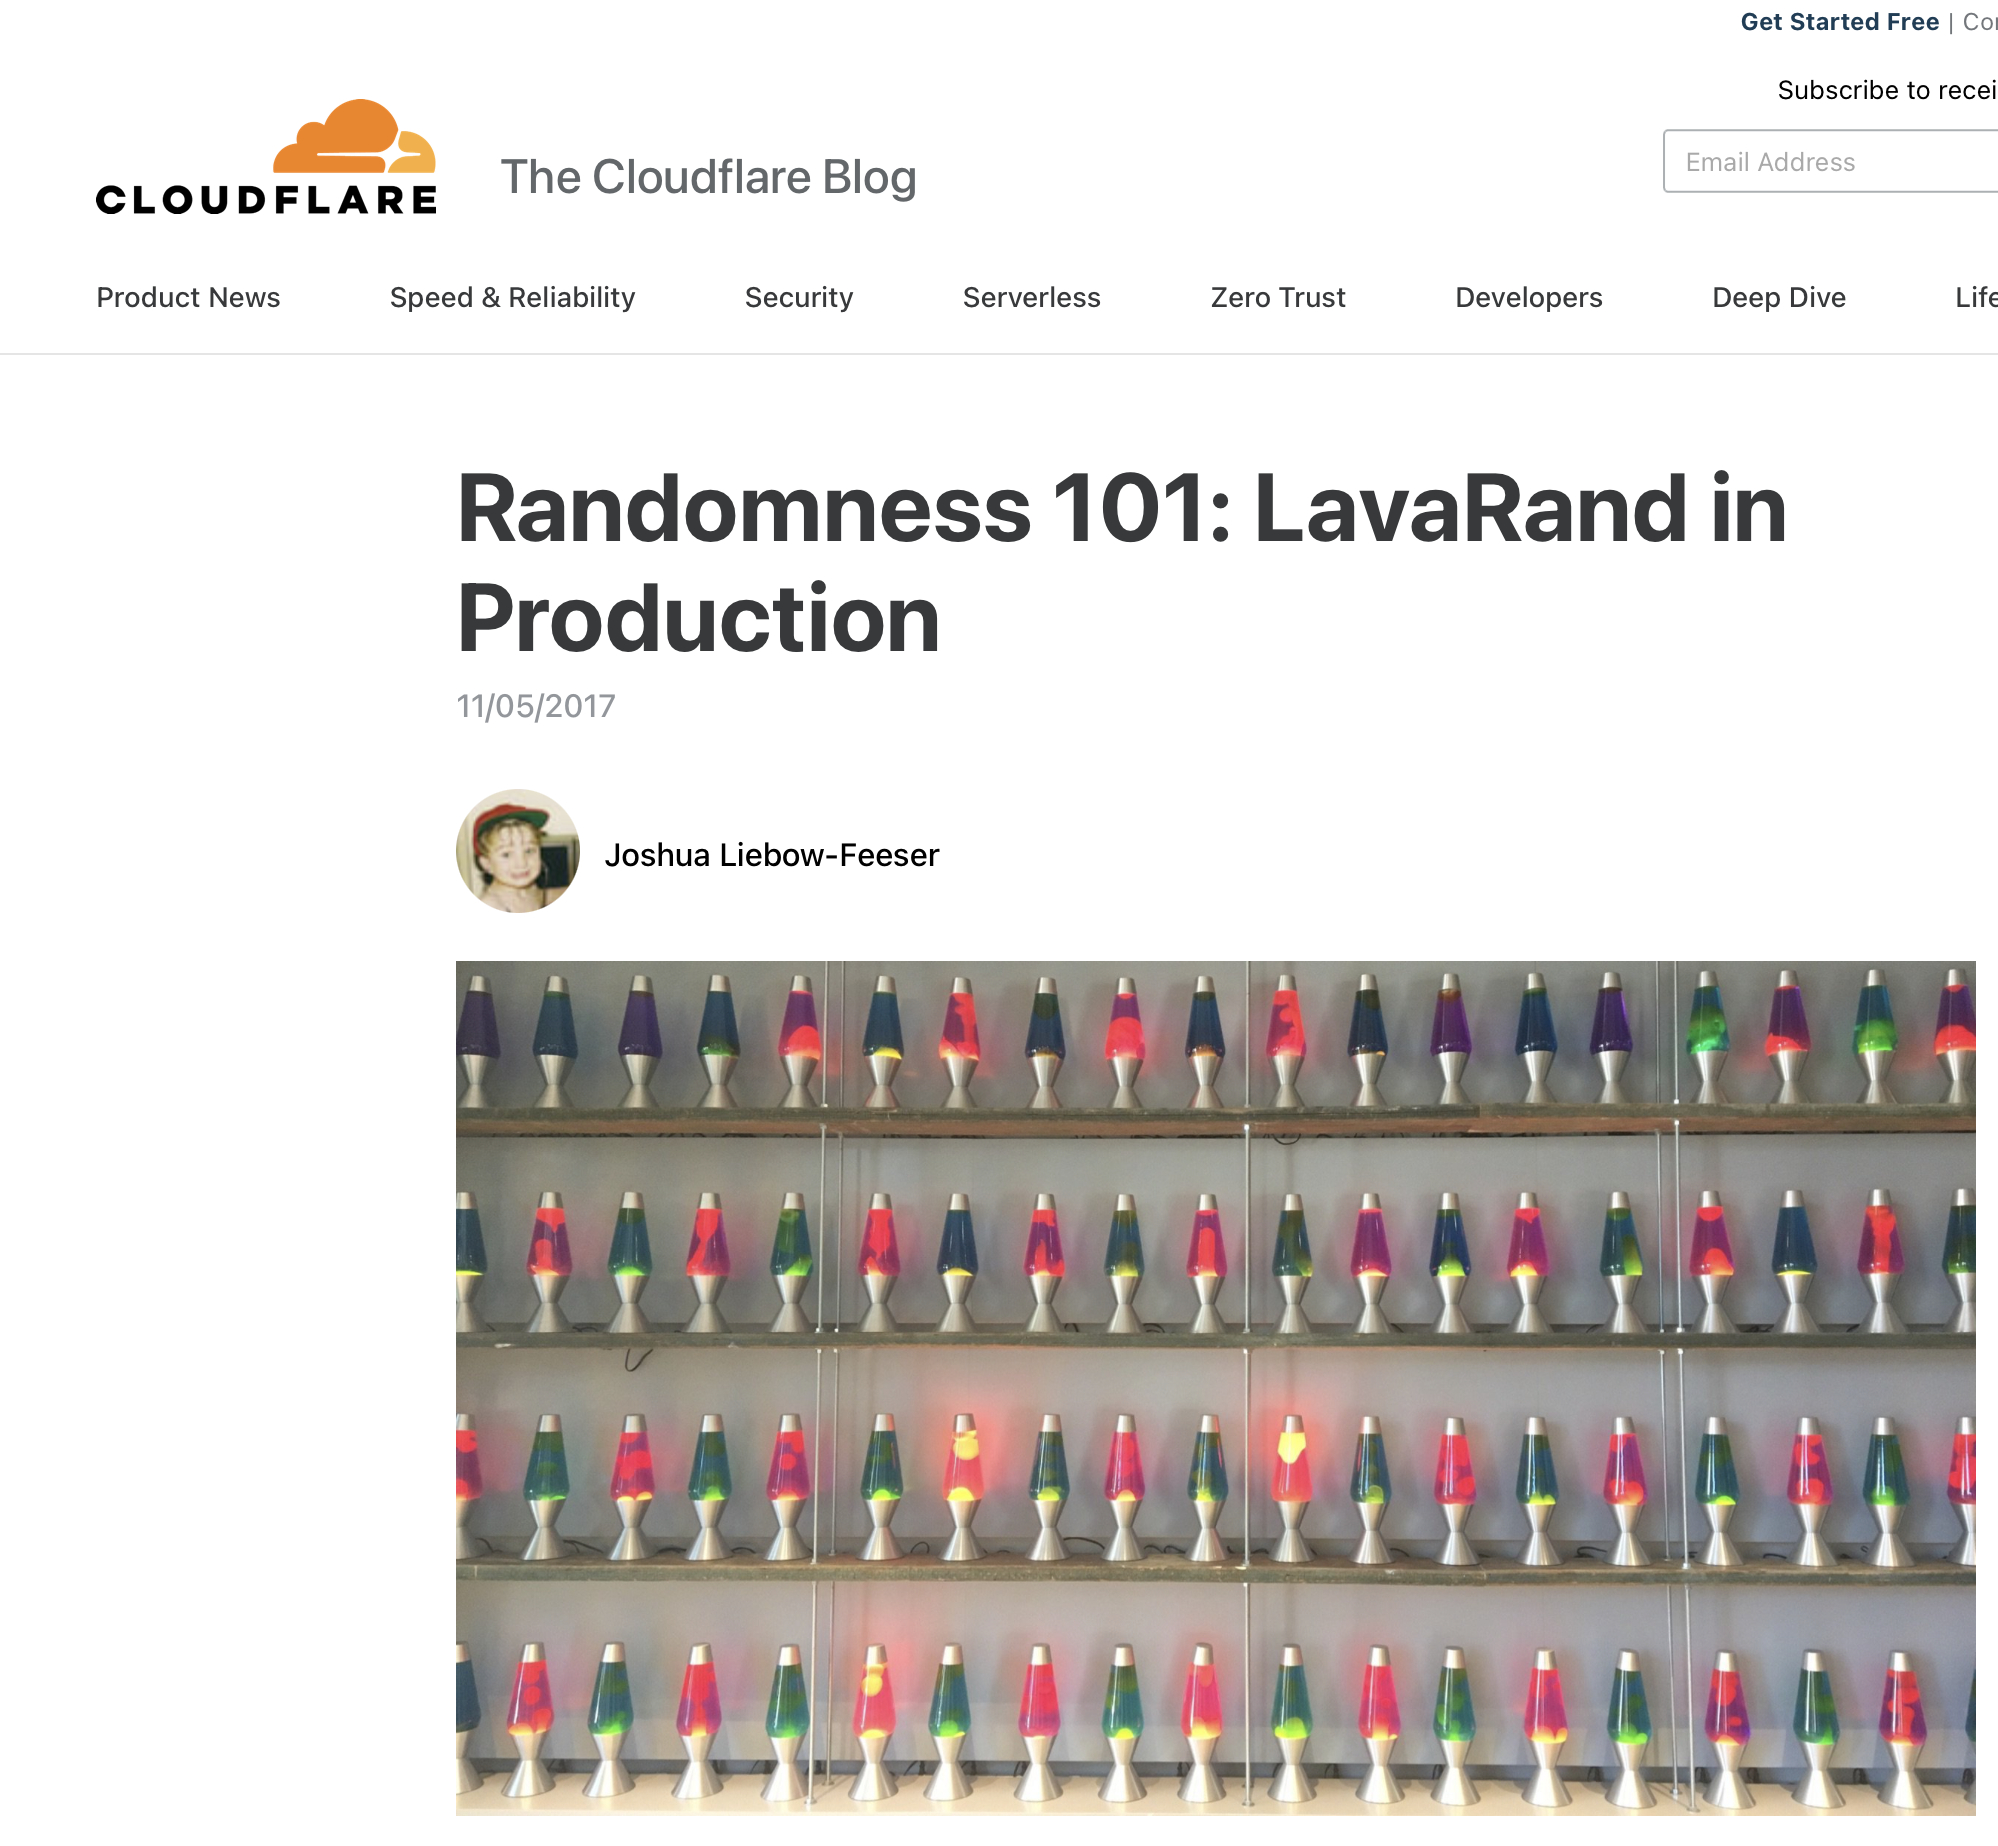 Get Started Free | Con
Subscribe to recei
Email Address
CLOUDFLARE
The Cloudflare Blog
Product News Speed & Reliability Security Serverless Zero Trust Developers Deep Dive Life
Randomness 101: LavaRand in
Production
11/05/2017
Joshua Liebow-Feeser